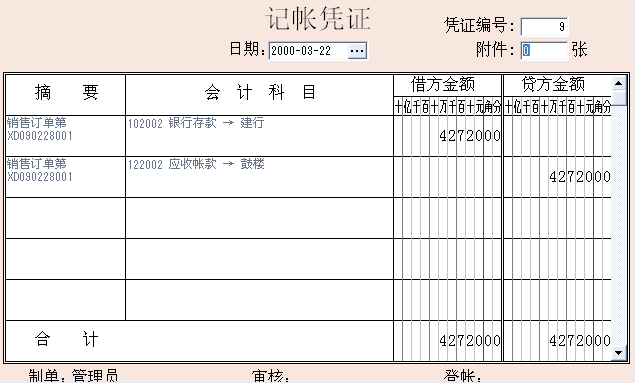 记帐凭证
凭证编号: 9
日期: 2000-03-22 ...
附件: 0 张
摘 要 会 计 科 目 借方金额 贷方金额
十亿千百十万千百十元角分 十亿千百十万千百十元角分
销售订单第
XD090228001
102002 银行存款 → 建行
4272000
销售订单第
XD090228001
122002 应收帐款 → 鼓楼
4272000
合 计 4272000 4272000
制单: 管理员 审核: 登帐: